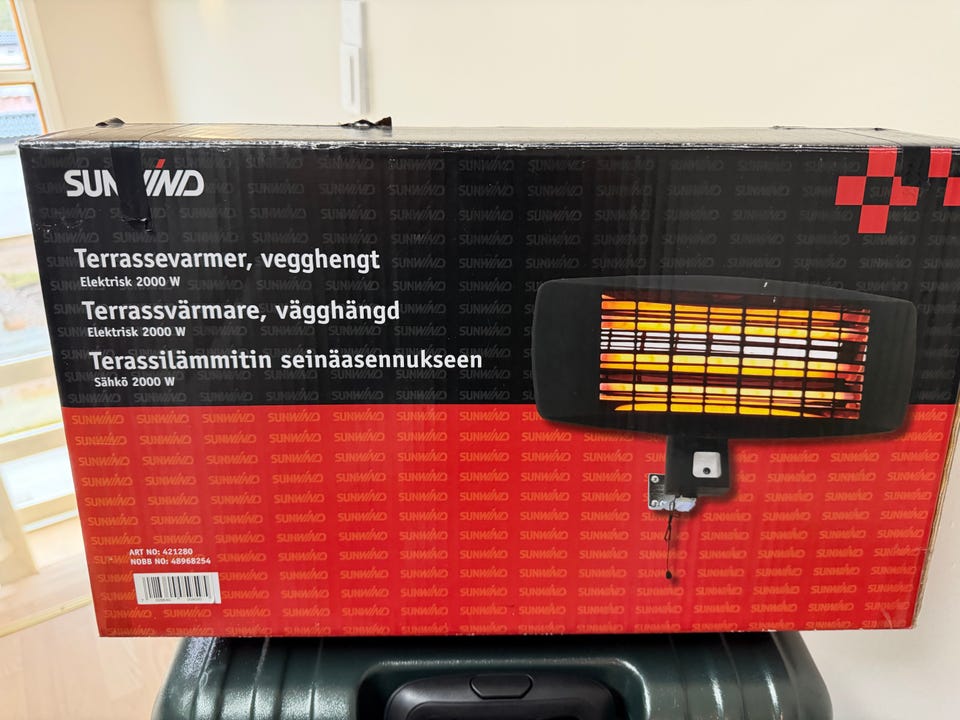 SUNWIND
Terrassevarmer, vegghengt
Elektrisk 2000 W
Terrassvärmare, vägghängd
Elektrisk 2000 W
Terassilämmitin seinäasennukseen
Sähkö 2000 W
ART NO: 421280
NOBB NO: 48968254